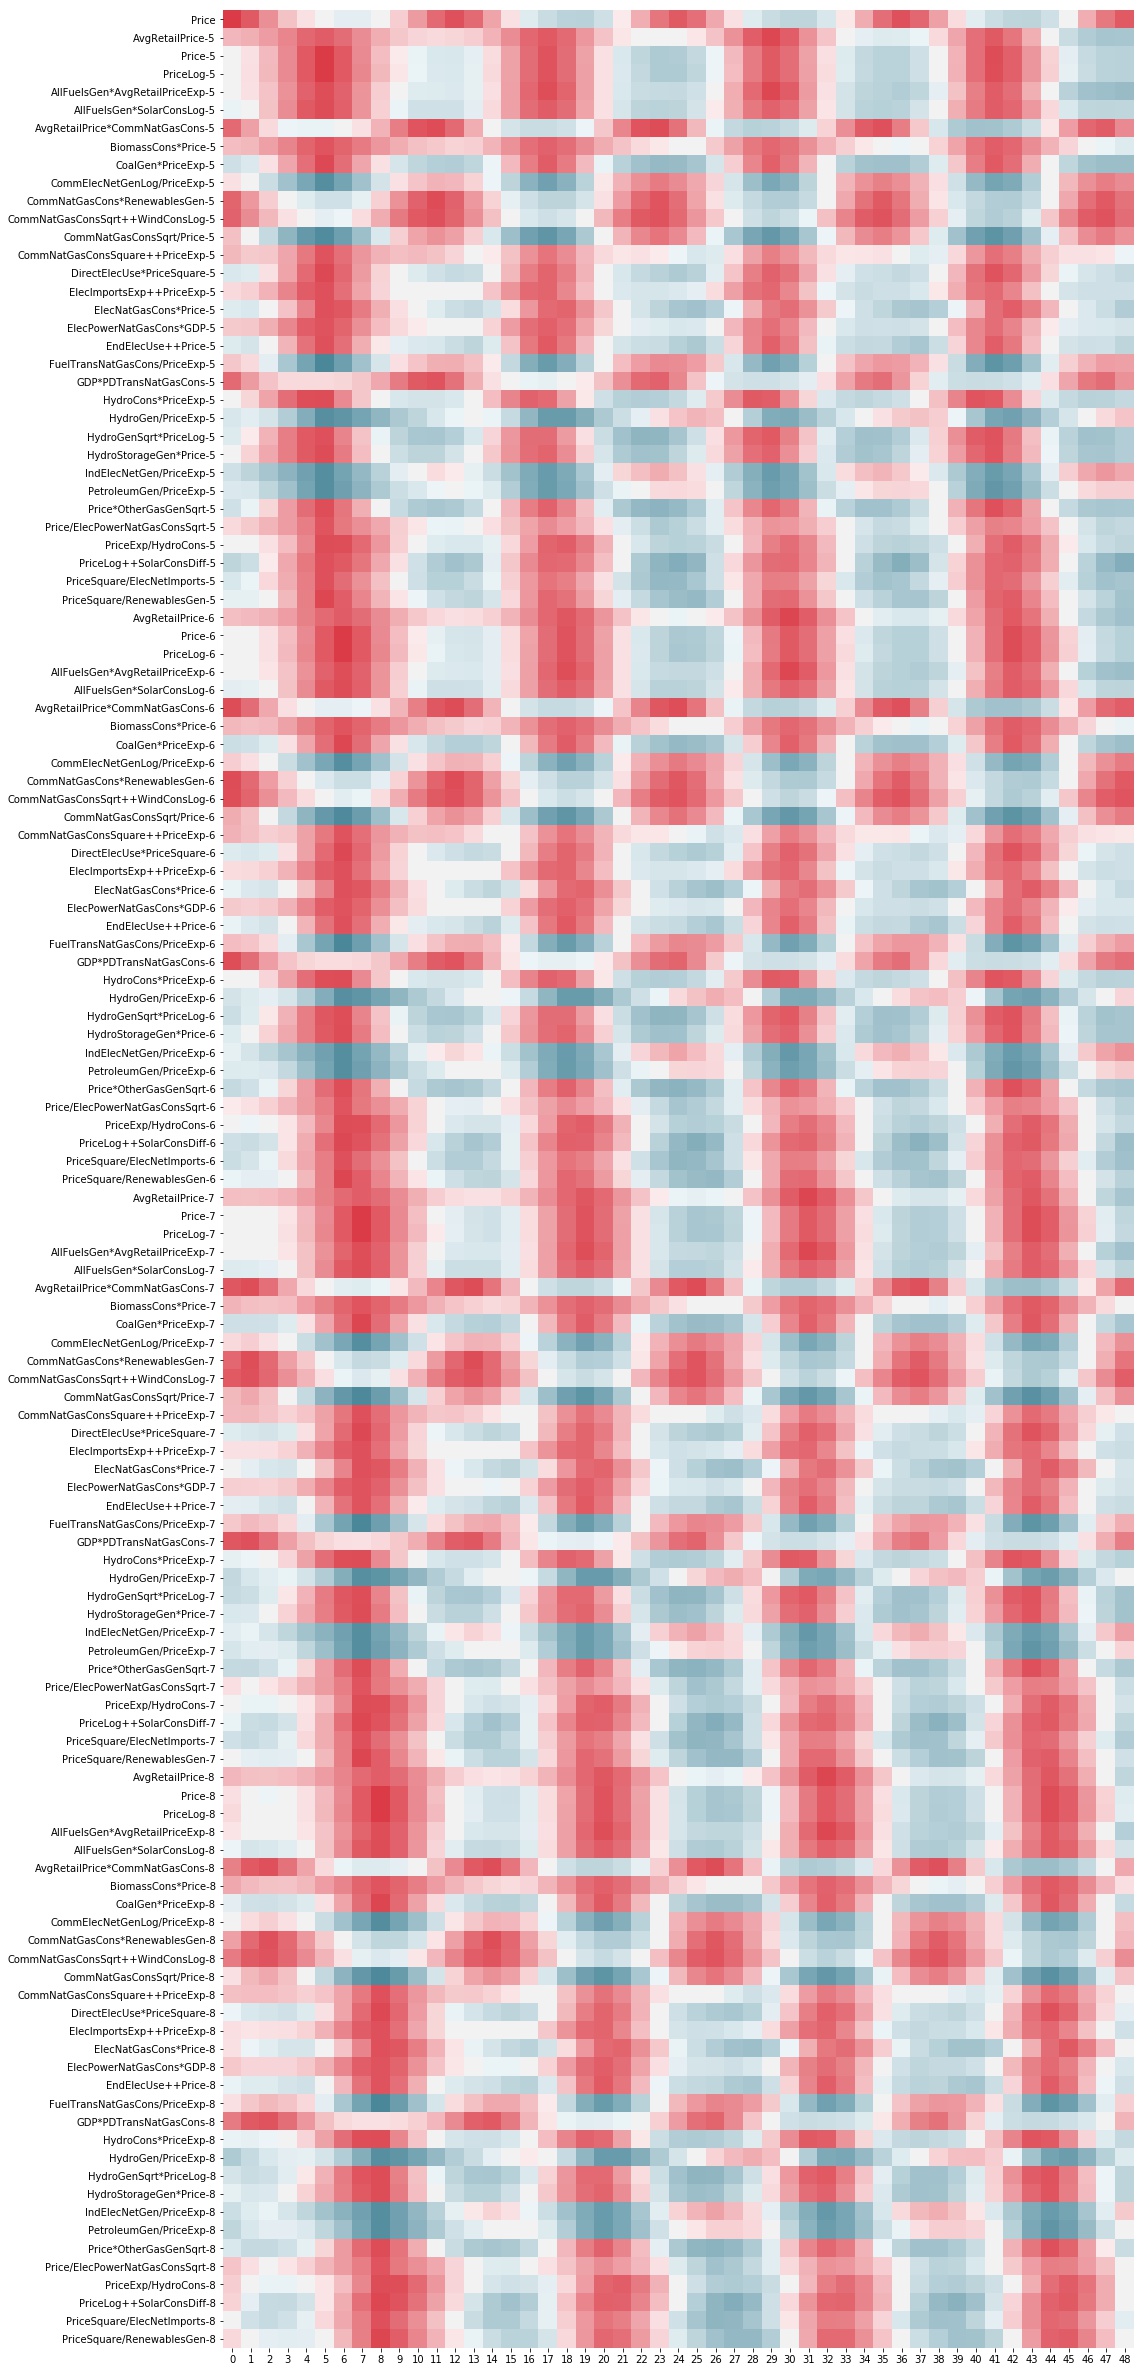 Price
AvgRetailPrice-5
Price-5
PriceLog-5
AllFuelsGen*AvgRetailPriceExp-5
AllFuelsGen*SolarConsLog-5
AvgRetailPrice*CommNatGasCons-5
BiomassCons*Price-5
CoalGen*PriceExp-5
CommElecNetGenLog/PriceExp-5
CommNatGasCons*RenewablesGen-5
CommNatGasConsSqrt++WindConsLog-5
CommNatGasConsSqrt/Price-5
CommNatGasConsSquare++PriceExp-5
DirectElecUse*PriceSquare-5
ElecImportsExp++PriceExp-5
ElecNatGasCons*Price-5
ElecPowerNatGasCons*GDP-5
EndElecUse++Price-5
FuelTransNatGasCons/PriceExp-5
GDP*PDTransNatGasCons-5
HydroCons*PriceExp-5
HydroGen/PriceExp-5
HydroGenSqrt*PriceLog-5
HydroStorageGen*Price-5
IndElecNetGen/PriceExp-5
PetroleumGen/PriceExp-5
Price*OtherGasGenSqrt-5
Price/ElecPowerNatGasConsSqrt-5
PriceExp/HydroCons-5
PriceLog++SolarConsDiff-5
PriceSquare/ElecNetImports-5
PriceSquare/RenewablesGen-5
AvgRetailPrice-6
Price-6
PriceLog-6
AllFuelsGen*AvgRetailPriceExp-6
AllFuelsGen*SolarConsLog-6
AvgRetailPrice*CommNatGasCons-6
BiomassCons*Price-6
CoalGen*PriceExp-6
CommElecNetGenLog/PriceExp-6
CommNatGasCons*RenewablesGen-6
CommNatGasConsSqrt++WindConsLog-6
CommNatGasConsSqrt/Price-6
CommNatGasConsSquare++PriceExp-6
DirectElecUse*PriceSquare-6
ElecImportsExp++PriceExp-6
ElecNatGasCons*Price-6
ElecPowerNatGasCons*GDP-6
EndElecUse++Price-6
FuelTransNatGasCons/PriceExp-6
GDP*PDTransNatGasCons-6
HydroCons*PriceExp-6
HydroGen/PriceExp-6
HydroGenSqrt*PriceLog-6
HydroStorageGen*Price-6
IndElecNetGen/PriceExp-6
PetroleumGen/PriceExp-6
Price*OtherGasGenSqrt-6
Price/ElecPowerNatGasConsSqrt-6
PriceExp/HydroCons-6
PriceLog++SolarConsDiff-6
PriceSquare/ElecNetImports-6
PriceSquare/RenewablesGen-6
AvgRetailPrice-7
Price-7
PriceLog-7
AllFuelsGen*AvgRetailPriceExp-7
AllFuelsGen*SolarConsLog-7
AvgRetailPrice*CommNatGasCons-7
BiomassCons*Price-7
CoalGen*PriceExp-7
CommElecNetGenLog/PriceExp-7
CommNatGasCons*RenewablesGen-7
CommNatGasConsSqrt++WindConsLog-7
CommNatGasConsSqrt/Price-7
CommNatGasConsSquare++PriceExp-7
DirectElecUse*PriceSquare-7
ElecImportsExp++PriceExp-7
ElecNatGasCons*Price-7
ElecPowerNatGasCons*GDP-7
EndElecUse++Price-7
FuelTransNatGasCons/PriceExp-7
GDP*PDTransNatGasCons-7
HydroCons*PriceExp-7
HydroGen/PriceExp-7
HydroGenSqrt*PriceLog-7
HydroStorageGen*Price-7
IndElecNetGen/PriceExp-7
PetroleumGen/PriceExp-7
Price*OtherGasGenSqrt-7
Price/ElecPowerNatGasConsSqrt-7
PriceExp/HydroCons-7
PriceLog++SolarConsDiff-7
PriceSquare/ElecNetImports-7
PriceSquare/RenewablesGen-7
AvgRetailPrice-8
Price-8
PriceLog-8
AllFuelsGen*AvgRetailPriceExp-8
AllFuelsGen*SolarConsLog-8
AvgRetailPrice*CommNatGasCons-8
BiomassCons*Price-8
CoalGen*PriceExp-8
CommElecNetGenLog/PriceExp-8
CommNatGasCons*RenewablesGen-8
CommNatGasConsSqrt++WindConsLog-8
CommNatGasConsSqrt/Price-8
CommNatGasConsSquare++PriceExp-8
DirectElecUse*PriceSquare-8
ElecImportsExp++PriceExp-8
ElecNatGasCons*Price-8
ElecPowerNatGasCons*GDP-8
EndElecUse++Price-8
FuelTransNatGasCons/PriceExp-8
GDP*PDTransNatGasCons-8
HydroCons*PriceExp-8
HydroGen/PriceExp-8
HydroGenSqrt*PriceLog-8
HydroStorageGen*Price-8
IndElecNetGen/PriceExp-8
PetroleumGen/PriceExp-8
Price*OtherGasGenSqrt-8
Price/ElecPowerNatGasConsSqrt-8
PriceExp/HydroCons-8
PriceLog++SolarConsDiff-8
PriceSquare/ElecNetImports-8
PriceSquare/RenewablesGen-8
0 1 2 3 4 5 6 7 8 9 10 11 12 13 14 15 16 17 18 19 20 21 22 23 24 25 26 27 28 29 30 31 32 33 34 35 36 37 38 39 40 41 42 43 44 45 46 47 48